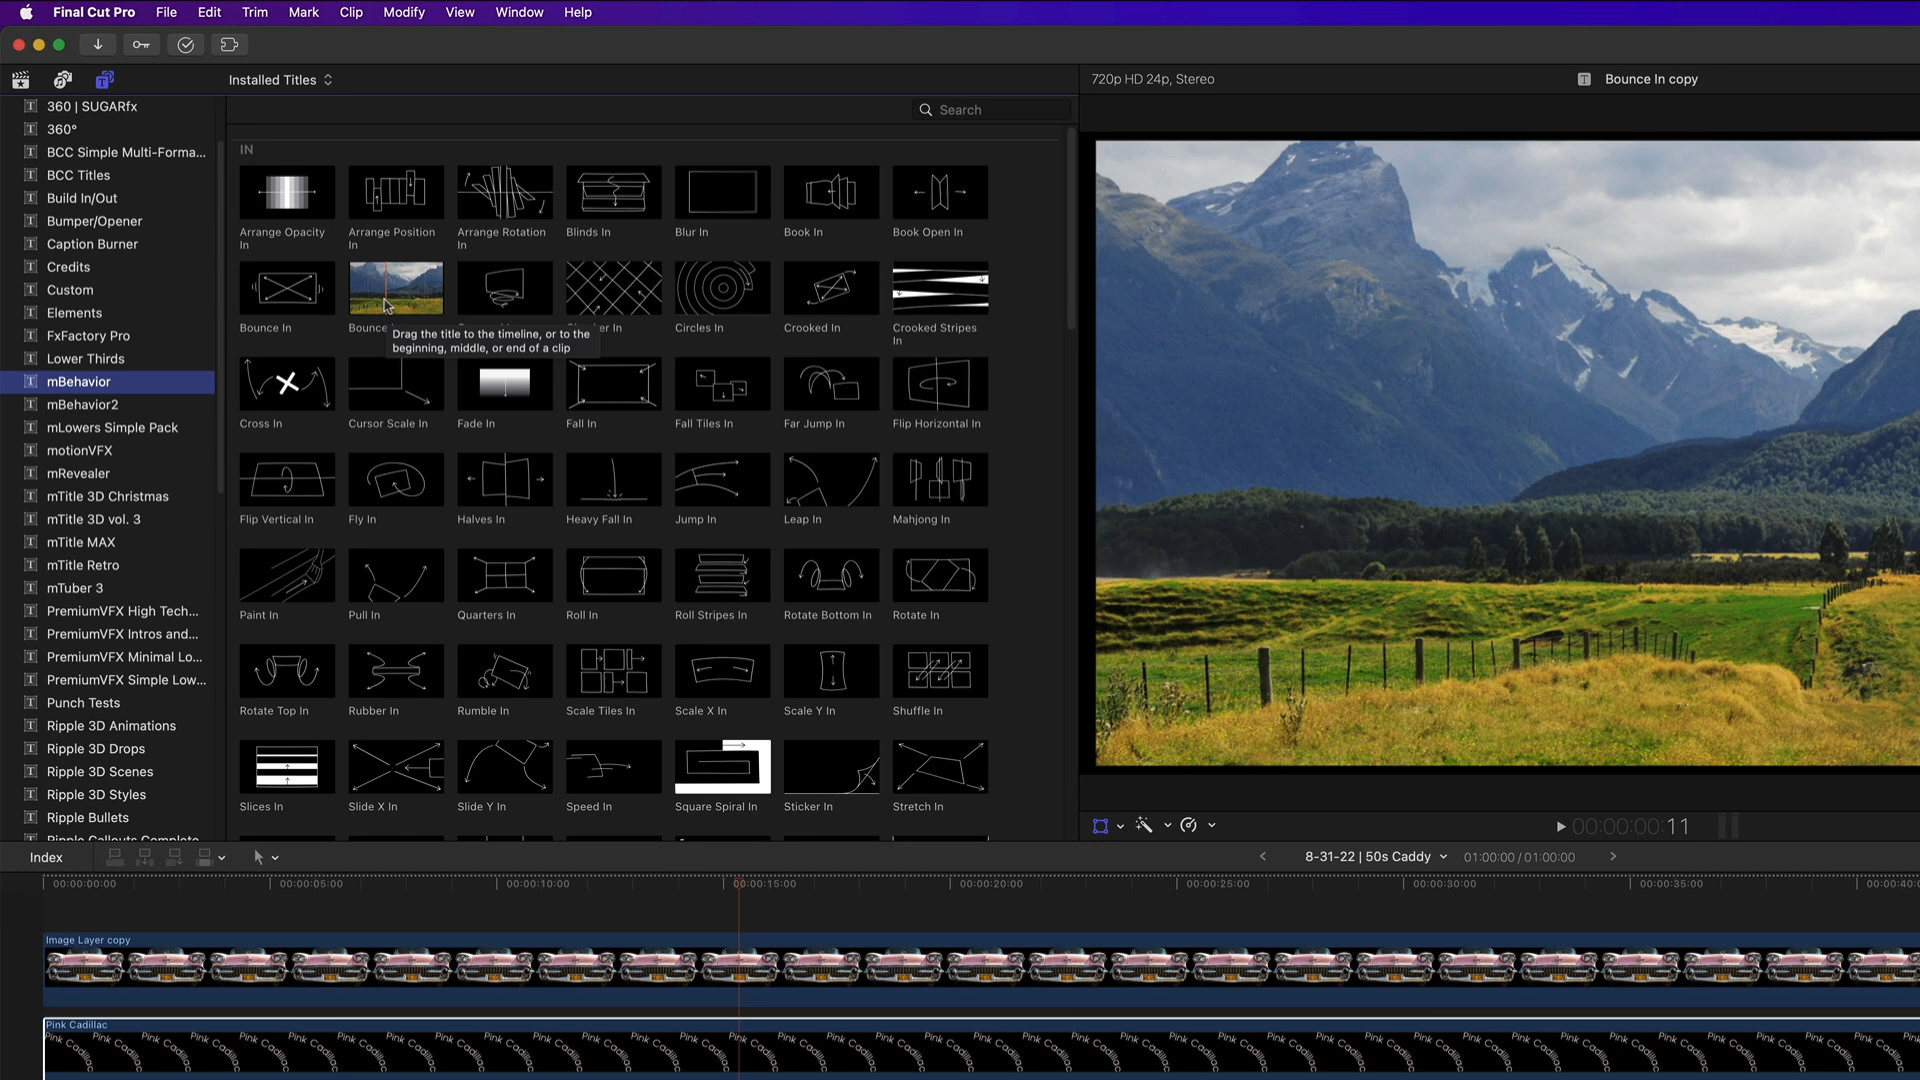 Final Cut Pro File Edit Trim Mark Clip Modify View Window Help
Installed Titles
720p HD 24p, Stereo
Bounce In copy
Search
360 | SUGARfx
360°
BCC Simple Multi-Forma...
BCC Titles
Build In/Out
Bumper/Opener
Caption Burner
Credits
Custom
Elements
FxFactory Pro
Lower Thirds
mBehavior
mBehavior2
mLowers Simple Pack
motionVFX
mRevealer
mTitle 3D Christmas
mTitle 3D vol. 3
mTitle MAX
mTitle Retro
mTuber 3
PremiumVFX High Tech...
PremiumVFX Intros and...
PremiumVFX Minimal Lo...
PremiumVFX Simple Low...
Punch Tests
Ripple 3D Animations
Ripple 3D Drops
Ripple 3D Scenes
Ripple 3D Styles
Ripple Bullets
Ripple Callouts Complete
IN
Arrange Opacity In
Arrange Position In
Arrange Rotation In
Blinds In
Blur In
Book In
Book Open In
Bounce In
Bounce
Drag the title to the timeline, or to the
beginning, middle, or end of a clip
Circles In
Crooked In
Crooked Stripes In
Cross In
Cursor Scale In
Fade In
Fall In
Fall Tiles In
Far Jump In
Flip Horizontal In
Flip Vertical In
Fly In
Halves In
Heavy Fall In
Jump In
Leap In
Mahjong In
Paint In
Pull In
Quarters In
Roll In
Roll Stripes In
Rotate Bottom In
Rotate In
Rotate Top In
Rubber In
Rumble In
Scale Tiles In
Scale X In
Scale Y In
Shuffle In
Slices In
Slide X In
Slide Y In
Speed In
Square Spiral In
Sticker In
Stretch In
00:00:00:11
Index
8-31-22 | 50s Caddy
01:00:00 / 01:00:00
00:00:00:00
00:00:05:00
00:00:10:00
00:00:15:00
00:00:20:00
00:00:25:00
00:00:30:00
00:00:35:00
00:00:40:0
Image Layer copy
Pink Cadillac